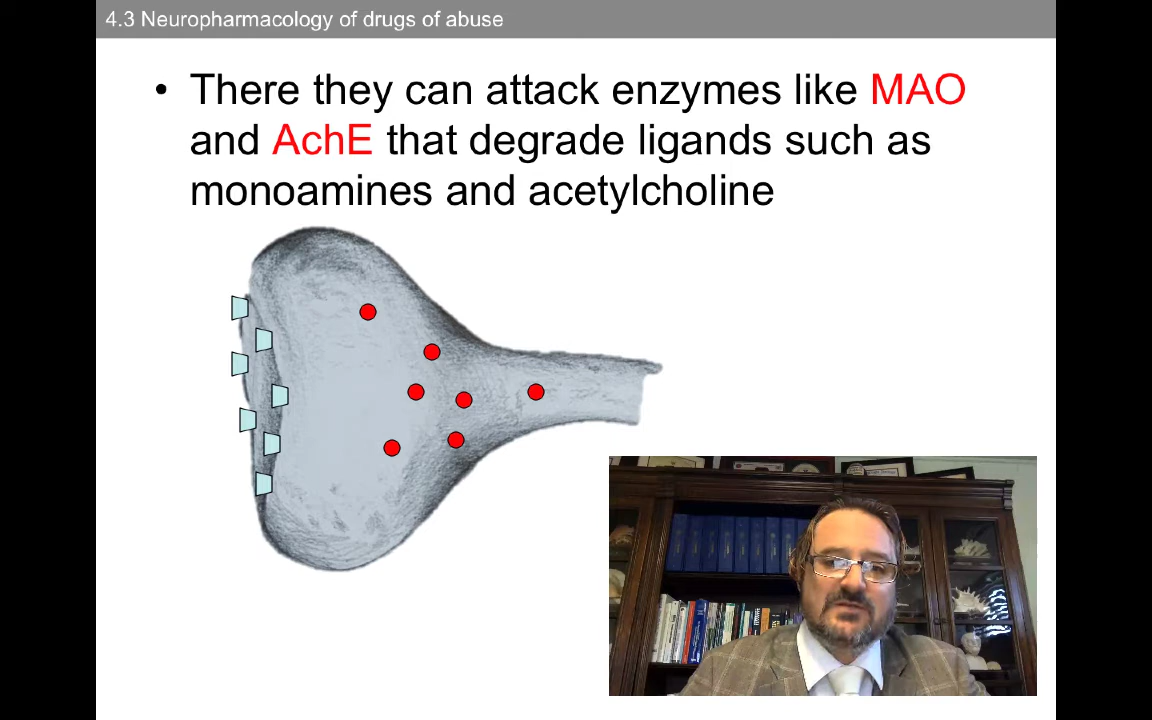 4.3 Neuropharmacology of drugs of abuse
• There they can attack enzymes like MAO
and AchE that degrade ligands such as
monoamines and acetylcholine